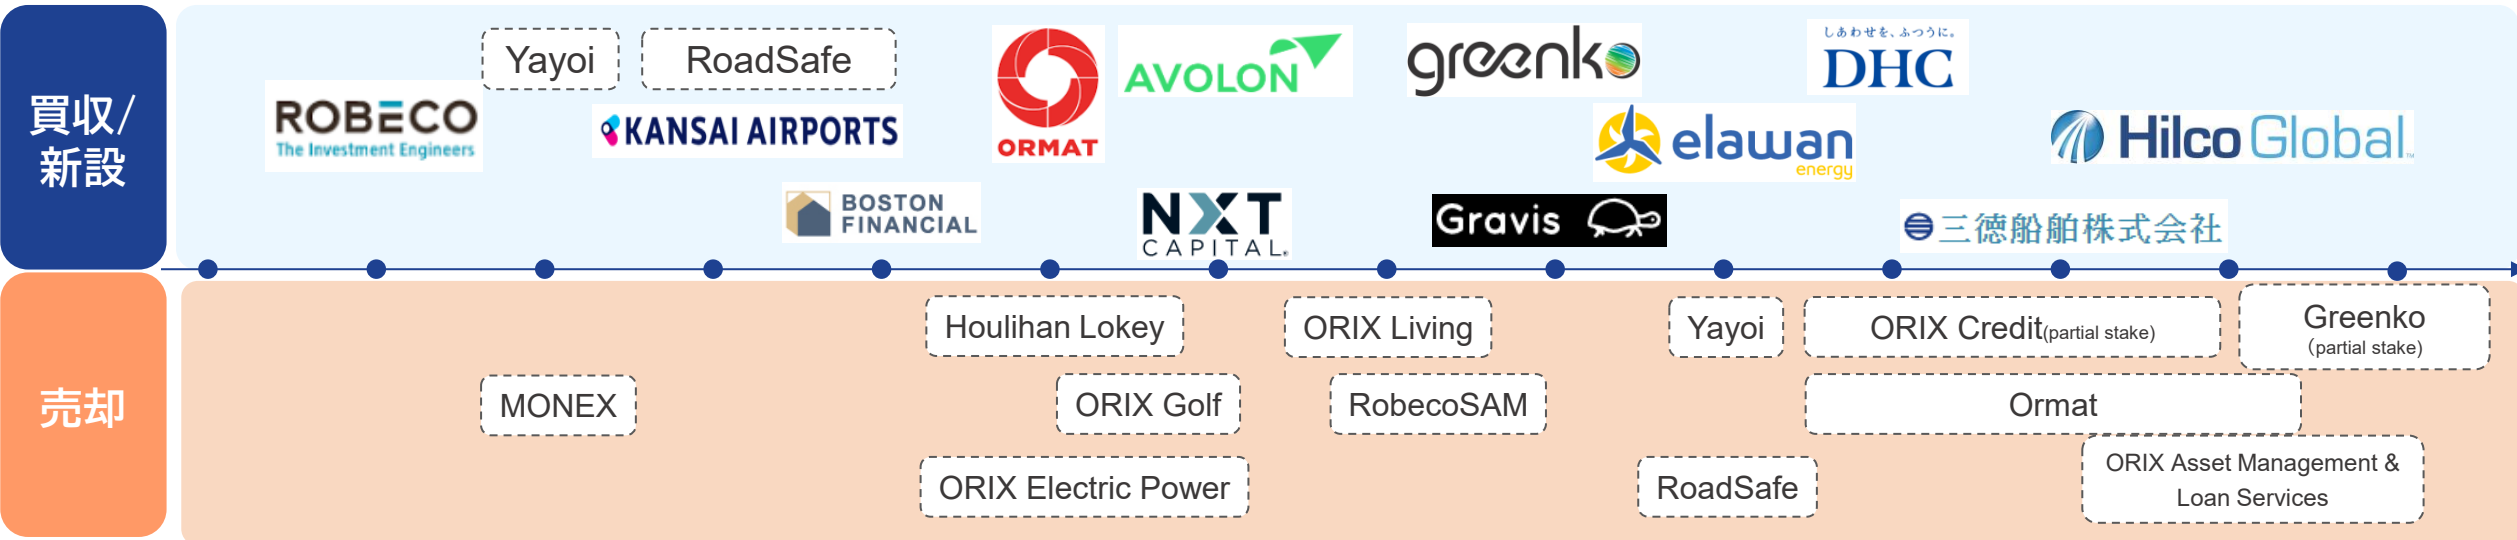 買収/
新設
Yayoi
RoadSafe
ROBECO
The Investment Engineers
KANSAI AIRPORTS
BOSTON
FINANCIAL
ORMAT
AVOLON
NXT
CAPITAL
greenko
elawan
energy
Gravis
しあわせを、ふつうに。
DHC
Hilco Global
三徳船舶株式会社
売却
Houlihan Lokey
ORIX Living
Yayoi
ORIX Credit(partial stake)
Greenko
(partial stake)
MONEX
ORIX Golf
RobecoSAM
Ormat
ORIX Electric Power
RoadSafe
ORIX Asset Management &
Loan Services